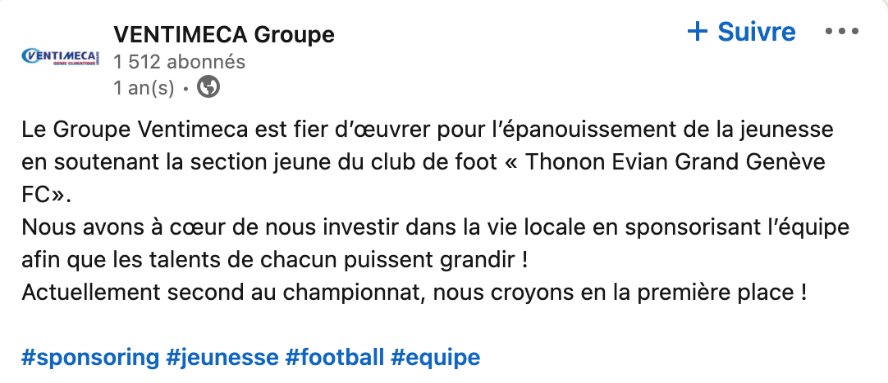 VENTIMECA
GENIE CLIMATIQUE
VENTIMECA Groupe
1 512 abonnés
1 an(s) •
+ Suivre
Le Groupe Ventimeca est fier d’œuvrer pour l’épanouissement de la jeunesse
en soutenant la section jeune du club de foot « Thonon Evian Grand Genève
FC».
Nous avons à cœur de nous investir dans la vie locale en sponsorisant l’équipe
afin que les talents de chacun puissent grandir !
Actuellement second au championnat, nous croyons en la première place !
#sponsoring #jeunesse #football #equipe